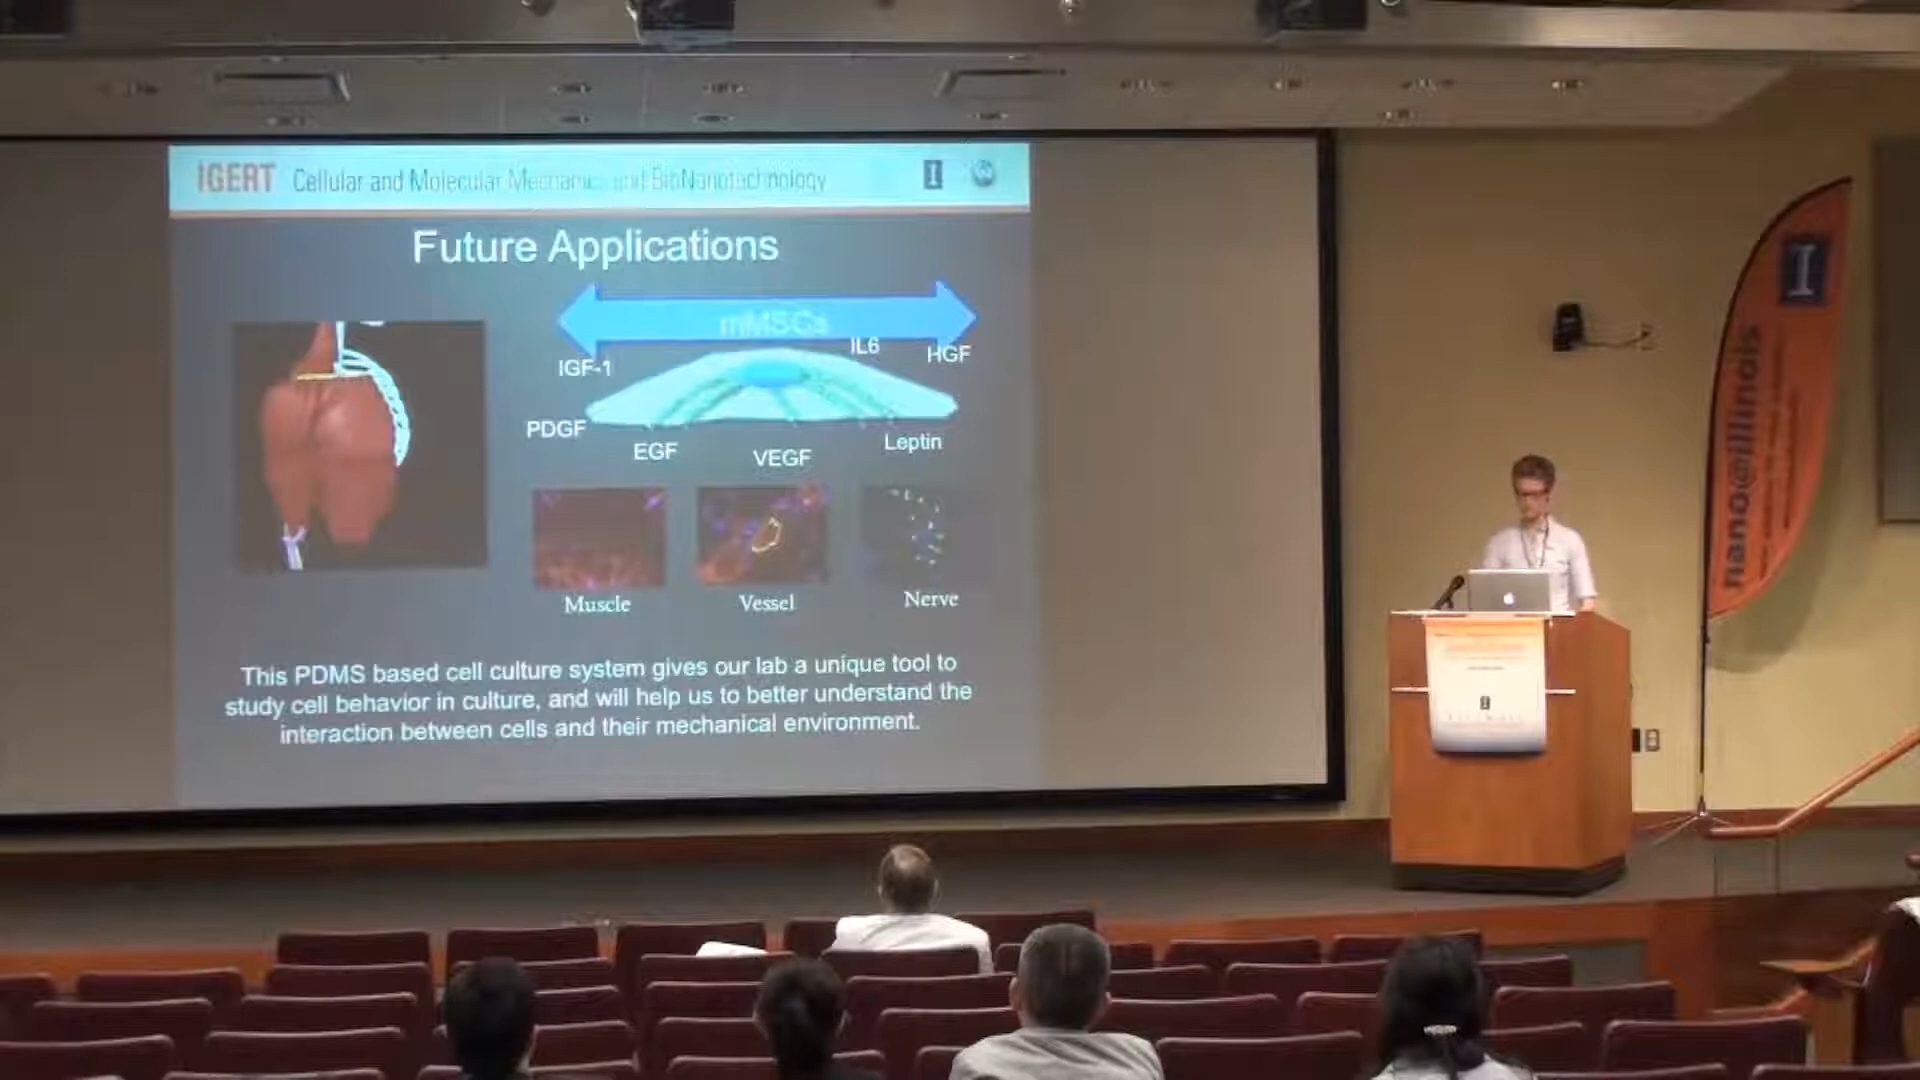 IGERT Cellular and Molecular Mechanics and BioNanotechnology
I
Future Applications
mMSCs
IL6
HGF
IGF-1
PDGF
EGF
VEGF
Leptin
Muscle
Vessel
Nerve
This PDMS based cell culture system gives our lab a unique tool to
study cell behavior in culture, and will help us to better understand the
interaction between cells and their mechanical environment.
I
nano@illinois